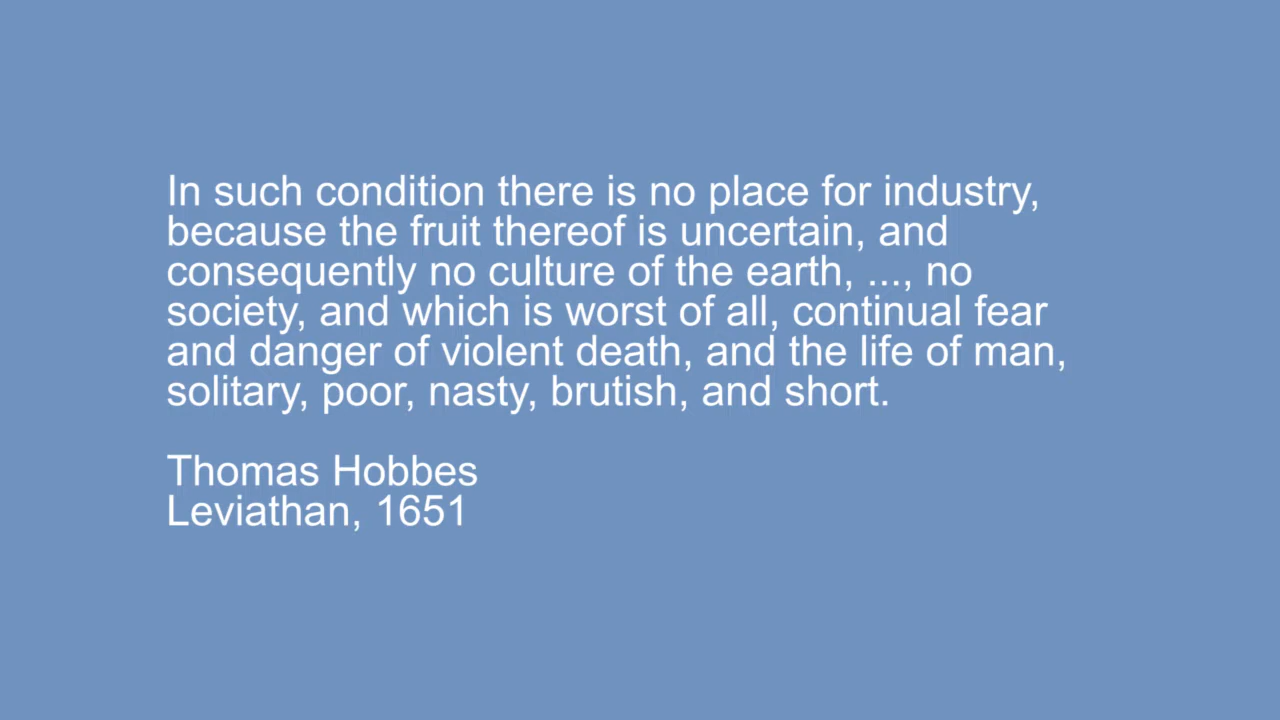 In such condition there is no place for industry,
because the fruit thereof is uncertain, and
consequently no culture of the earth, ..., no
society, and which is worst of all, continual fear
and danger of violent death, and the life of man,
solitary, poor, nasty, brutish, and short.
Thomas Hobbes
Leviathan, 1651